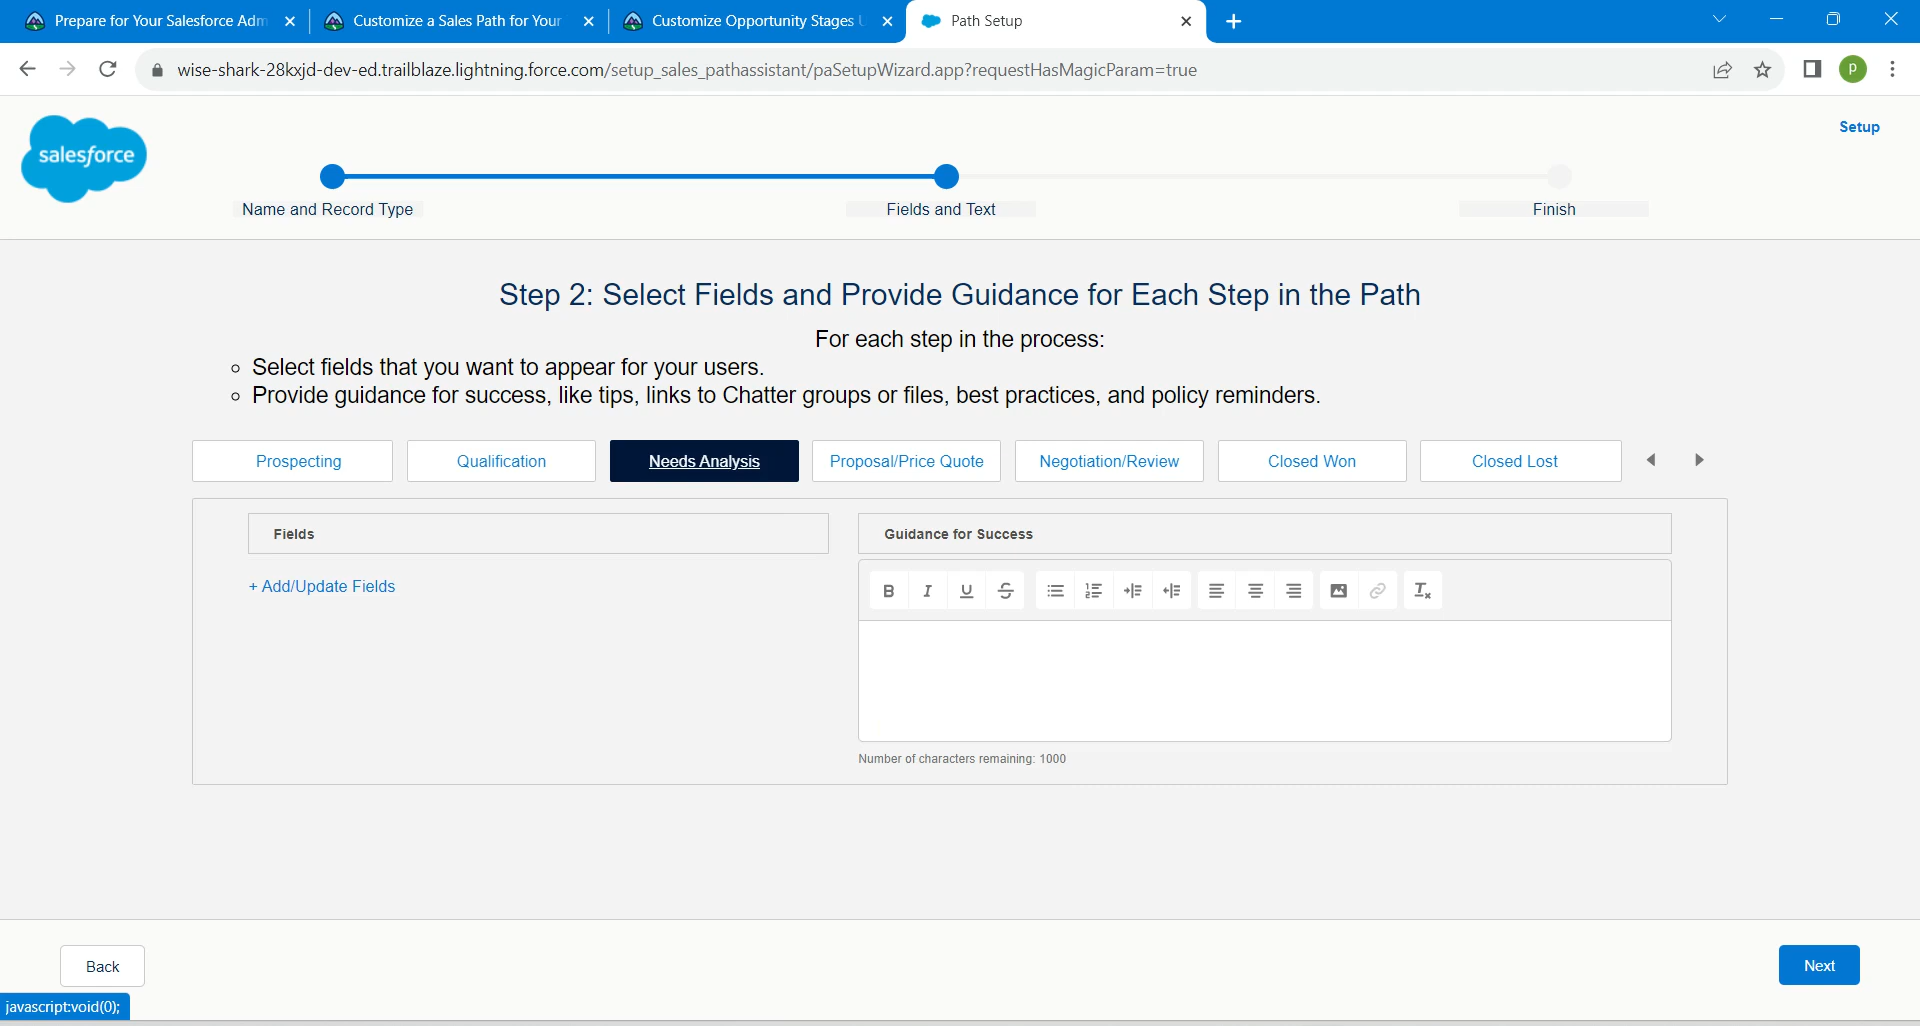 Prepare for Your Salesforce Adm
Customize a Sales Path for Your
Customize Opportunity Stages
Path Setup
wise-shark-28kxjd-dev-ed.trailblaze.lightning.force.com/setup_sales_pathassistant/paSetupWizard.app?requestHasMagicParam=true
p
salesforce
Setup
Name and Record Type
Fields and Text
Finish
Step 2: Select Fields and Provide Guidance for Each Step in the Path
For each step in the process:
Select fields that you want to appear for your users.
Provide guidance for success, like tips, links to Chatter groups or files, best practices, and policy reminders.
Prospecting
Qualification
Needs Analysis
Proposal/Price Quote
Negotiation/Review
Closed Won
Closed Lost
Fields
Guidance for Success
+ Add/Update Fields
B I U S
Number of characters remaining: 1000
Back
Next
javascript:void(0);